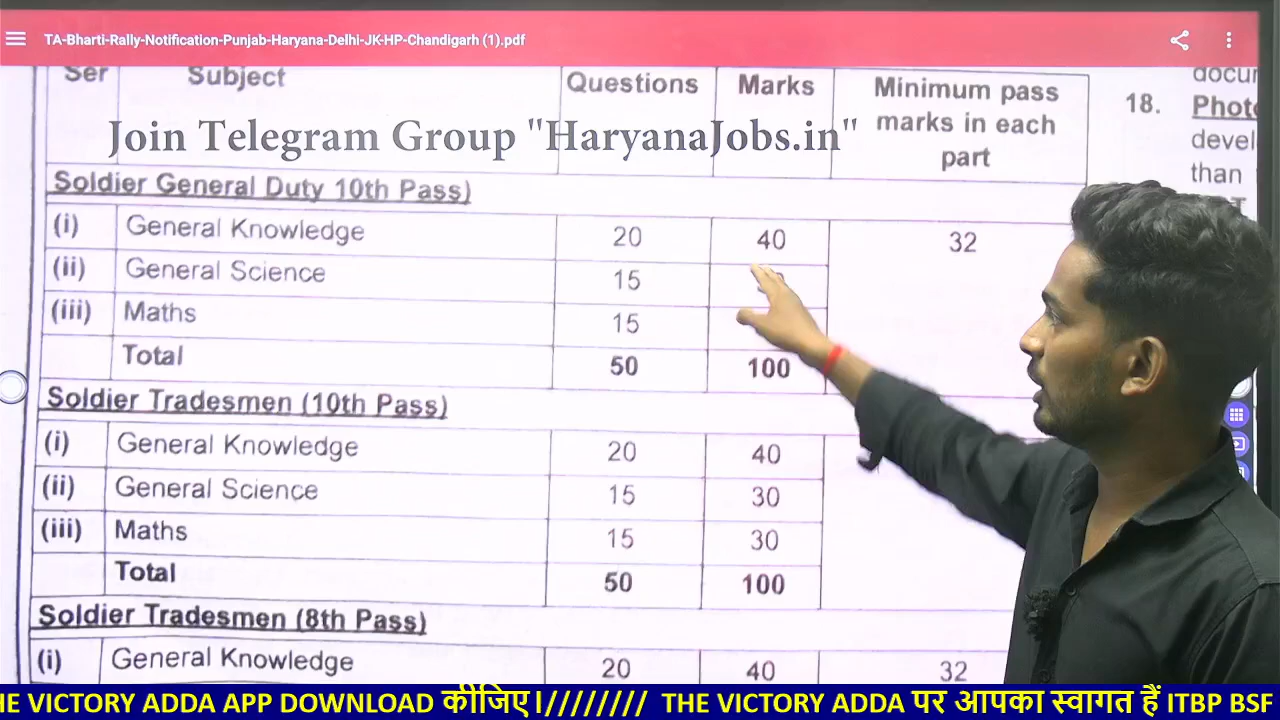 TA-Bharti-Rally-Notification-Punjab-Haryana-Delhi-JK-HP-Chandigarh (1).pdf
Ser Subject Questions Marks Minimum pass marks in each part
Join Telegram Group "HaryanaJobs.in"
Soldier General Duty 10th Pass)
(i) General Knowledge 20 40 32
(ii) General Science 15
(iii) Maths 15
Total 50 100
Soldier Tradesmen (10th Pass)
(i) General Knowledge 20 40
(ii) General Science 15 30
(iii) Maths 15 30
Total 50 100
Soldier Tradesmen (8th Pass)
(i) General Knowledge 20 40 32
18.
devel
than
HE VICTORY ADDA APP DOWNLOAD कीजिए।//////// THE VICTORY ADDA पर आपका स्वागत हैं ITBP BSF